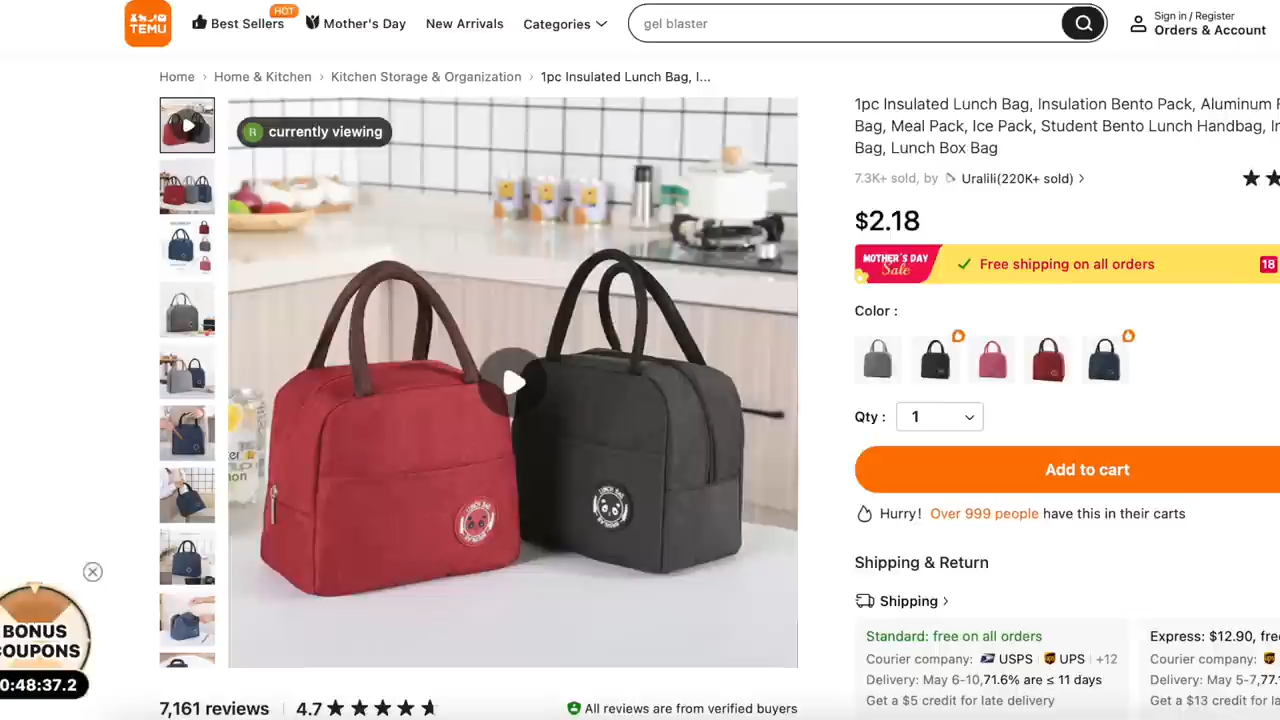 TEMU
Best Sellers
HOT
Mother's Day
New Arrivals
Categories
gel blaster
Sign in / Register
Orders & Account
Home › Home & Kitchen › Kitchen Storage & Organization › 1pc Insulated Lunch Bag, I...
R currently viewing
1pc Insulated Lunch Bag, Insulation Bento Pack, Aluminum
Bag, Meal Pack, Ice Pack, Student Bento Lunch Handbag,
Bag, Lunch Box Bag
7.3K+ sold, by Uralili(220K+ sold) ›
$2.18
MOTHER'S DAY
Sale
Free shipping on all orders
18
Color :
Qty :
1
Add to cart
Hurry! Over 999 people have this in their carts
LUNCH BAG
LUNCH BAG
Shipping & Return
Shipping ›
Standard: free on all orders
Courier company: USPS UPS +12
Delivery: May 6-10,71.6% are ≤ 11 days
Get a $5 credit for late delivery
Express: $12.90,
Courier company:
Delivery: May 5-7,77.
Get a $13 credit for
BONUS
COUPONS
0:48:37.2
7,161 reviews
4.7
All reviews are from verified buyers